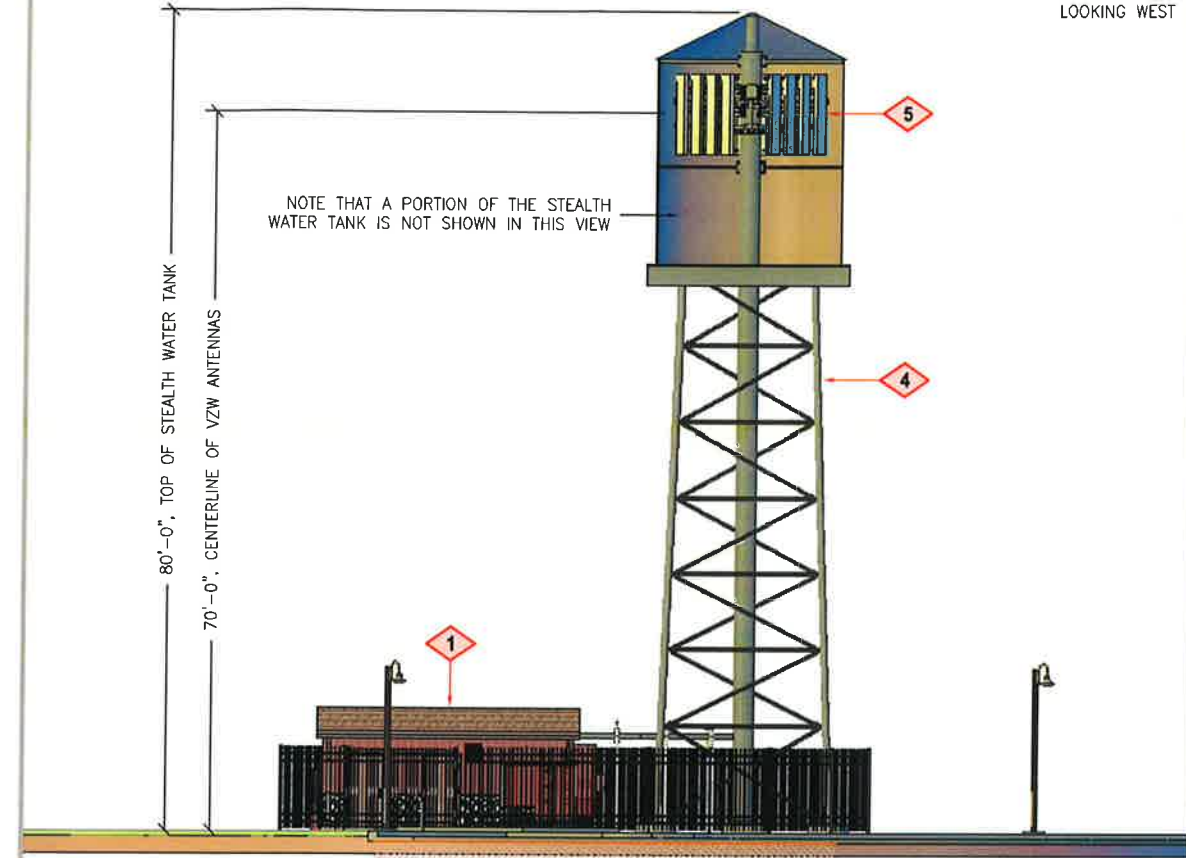 LOOKING WEST
5
NOTE THAT A PORTION OF THE STEALTH
WATER TANK IS NOT SHOWN IN THIS VIEW
80'-0", TOP OF STEALTH WATER TANK
70'-0", CENTERLINE OF VZW ANTENNAS
4
1